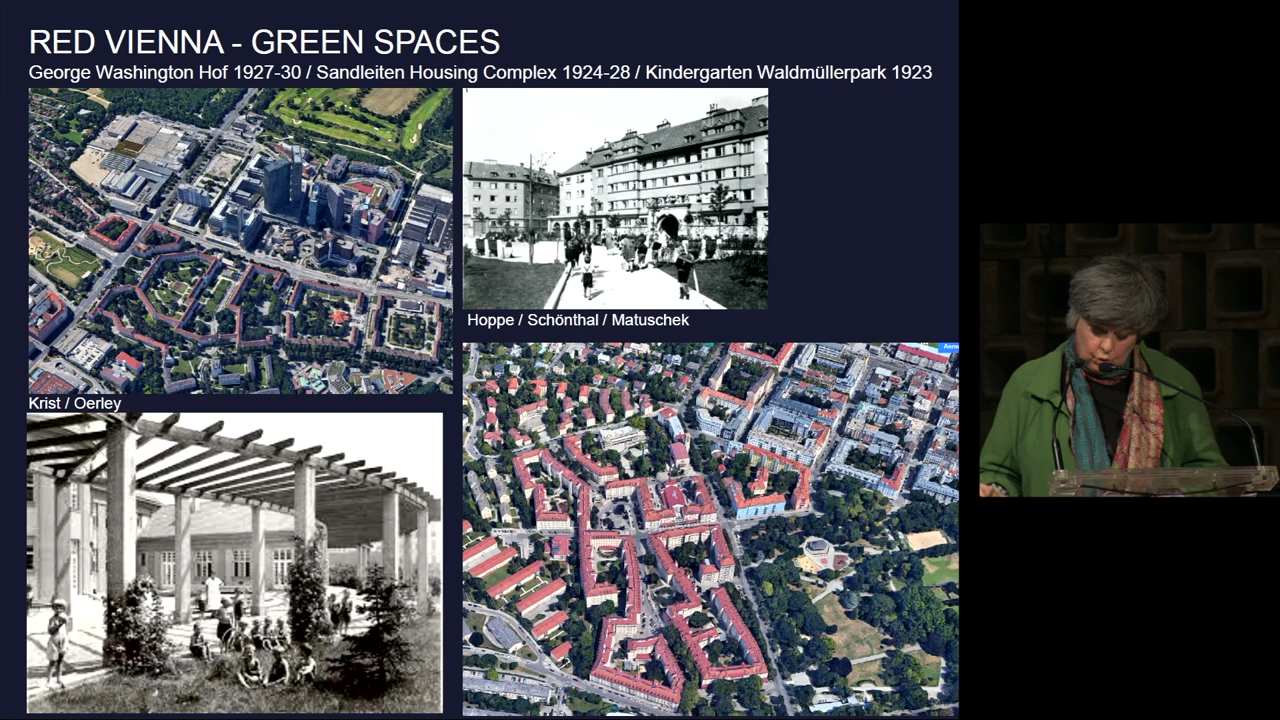 RED VIENNA - GREEN SPACES
George Washington Hof 1927-30 / Sandleiten Housing Complex 1924-28 / Kindergarten Waldmüllerpark 1923
Hoppe / Schönthal / Matuschek
Krist / Oerley